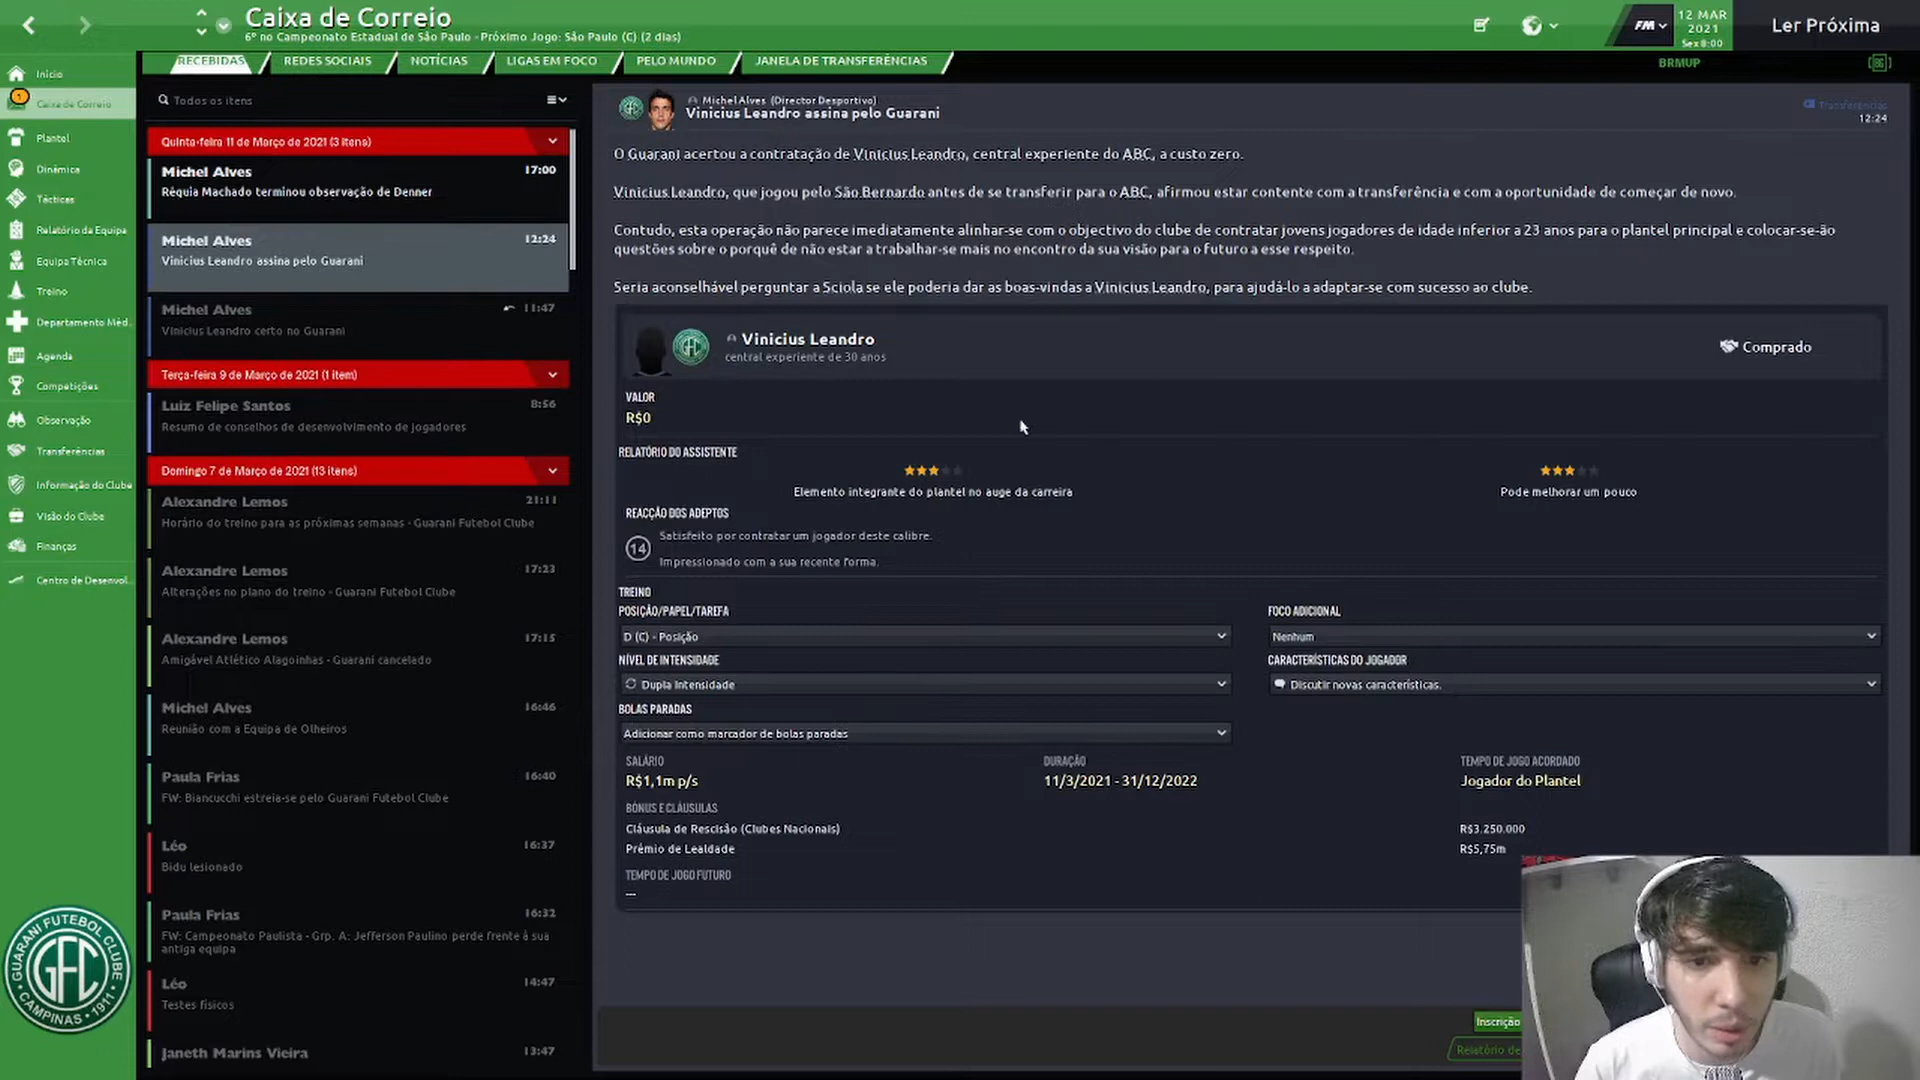 Caixa de Correio
6º no Campeonato Estadual de São Paulo - Próximo Jogo: São Paulo (C) (2 dias)
FM
12 MAR
2021
Sex 8:00
Ler Próxima
RECEBIDAS
REDES SOCIAIS
NOTÍCIAS
LIGAS EM FOCO
PELO MUNDO
JANELA DE TRANSFERÊNCIAS
BRMUP
Início
1
Caixa de Correio
Plantel
Dinâmica
Tácticas
Relatório da Equipa
Equipa Técnica
Treino
Departamento Méd..
Agenda
Competições
Observação
Transferências
Informação do Clube
Visão do Clube
Finanças
Centro de Desenvol..
GUARANI FUTEBOL CLUBE
GFC
CAMPINAS · 1911
Todos os itens
Quinta-feira 11 de Março de 2021 (3 itens)
Michel Alves 17:00
Réquia Machado terminou observação de Denner
Michel Alves 12:24
Vinicius Leandro assina pelo Guarani
Michel Alves 11:47
Vinicius Leandro certo no Guarani
Terça-feira 9 de Março de 2021 (1 item)
Luiz Felipe Santos 8:56
Resumo de conselhos de desenvolvimento de jogadores
Domingo 7 de Março de 2021 (13 itens)
Alexandre Lemos 21:11
Horário do treino para as próximas semanas - Guarani Futebol Clube
Alexandre Lemos 17:23
Alterações no plano do treino - Guarani Futebol Clube
Alexandre Lemos 17:15
Amigável Atlético Alagoinhas - Guarani cancelado
Michel Alves 16:46
Reunião com a Equipa de Olheiros
Paula Frias 16:40
FW: Biancucchi estreia-se pelo Guarani Futebol Clube
Léo 16:37
Bidu lesionado
Paula Frias 16:32
FW: Campeonato Paulista - Grp. A: Jefferson Paulino perde frente à sua
antiga equipa
Léo 14:47
Testes físicos
Janeth Marins Vieira 13:47
Michel Alves (Director Desportivo)
Vinicius Leandro assina pelo Guarani
Transferências
12:24
O Guarani acertou a contratação de Vinicius Leandro, central experiente do ABC, a custo zero.
Vinicius Leandro, que jogou pelo São Bernardo antes de se transferir para o ABC, afirmou estar contente com a transferência e com a oportunidade de começar de novo.
Contudo, esta operação não parece imediatamente alinhar-se com o objectivo do clube de contratar jovens jogadores de idade inferior a 23 anos para o plantel principal e colocar-se-ão
questões sobre o porquê de não estar a trabalhar-se mais no encontro da sua visão para o futuro a esse respeito.
Seria aconselhável perguntar a Sciola se ele poderia dar as boas-vindas a Vinicius Leandro, para ajudá-lo a adaptar-se com sucesso ao clube.
Vinicius Leandro
central experiente de 30 anos
Comprado
VALOR
R$0
RELATÓRIO DO ASSISTENTE
Elemento integrante do plantel no auge da carreira
Pode melhorar um pouco
REACÇÃO DOS ADEPTOS
14
Satisfeito por contratar um jogador deste calibre.
Impressionado com a sua recente forma.
TREINO
POSIÇÃO/PAPEL/TAREFA
FOCO ADICIONAL
D (C) - Posição
Nenhum
NÍVEL DE INTENSIDADE
CARACTERÍSTICAS DO JOGADOR
Dupla Intensidade
Discutir novas características.
BOLAS PARADAS
Adicionar como marcador de bolas paradas
SALÁRIO
DURAÇÃO
TEMPO DE JOGO ACORDADO
R$1,1m p/s
11/3/2021 - 31/12/2022
Jogador do Plantel
BÓNUS E CLÁUSULAS
Cláusula de Rescisão (Clubes Nacionais) R$3.250.000
Prémio de Lealdade R$5,75m
TEMPO DE JOGO FUTURO
---
Inscrição
Relatório de